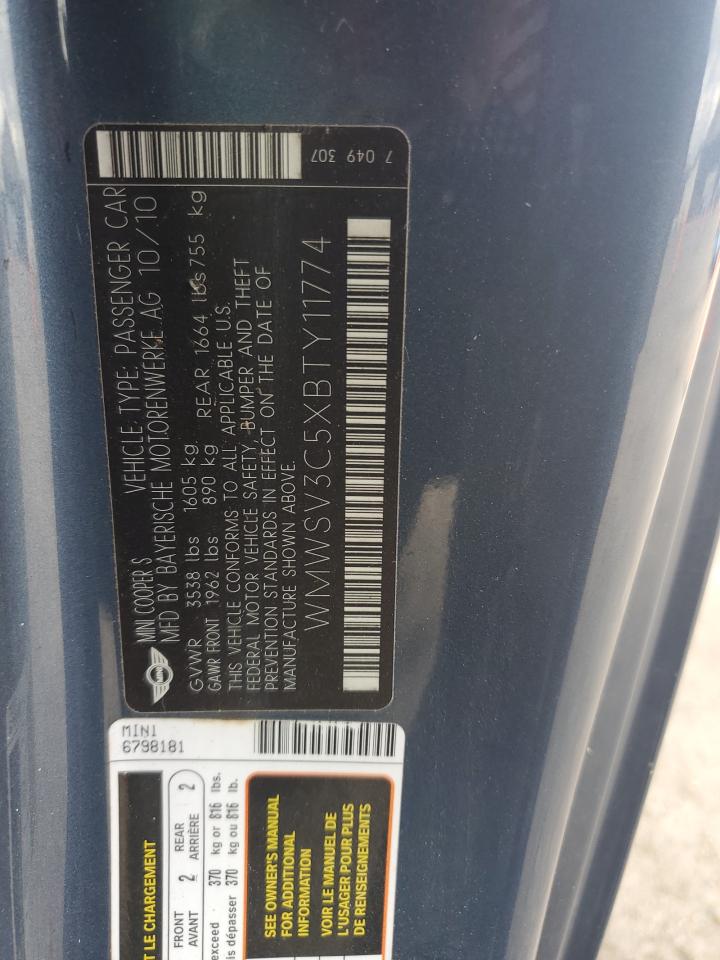 MINI COOPER S VEHICLE TYPE: PASSENGER CAR
MFD BY BAYERISCHE MOTORENWERKE AG 10/10
GVWR 3538 lbs 1605 kg
GAWR FRONT 1962 lbs 890 kg REAR 1664 lbs 755 kg
THIS VEHICLE CONFORMS TO ALL APPLICABLE U.S.
FEDERAL MOTOR VEHICLE SAFETY, BUMPER AND THEFT
PREVENTION STANDARDS IN EFFECT ON THE DATE OF
MANUFACTURE SHOWN ABOVE.
WMWSV3C5XBTY11774
7 049 307
MINI
MINI
6798181
T LE CHARGEMENT
FRONT 2 REAR 2
AVANT ARRIÈRE
exceed 370 kg or 816 lbs.
is dépasser 370 kg ou 816 lb.
SEE OWNER'S MANUAL
FOR ADDITIONAL
INFORMATION
VOIR LE MANUEL DE
L'USAGER POUR PLUS
DE RENSEIGNEMENTS